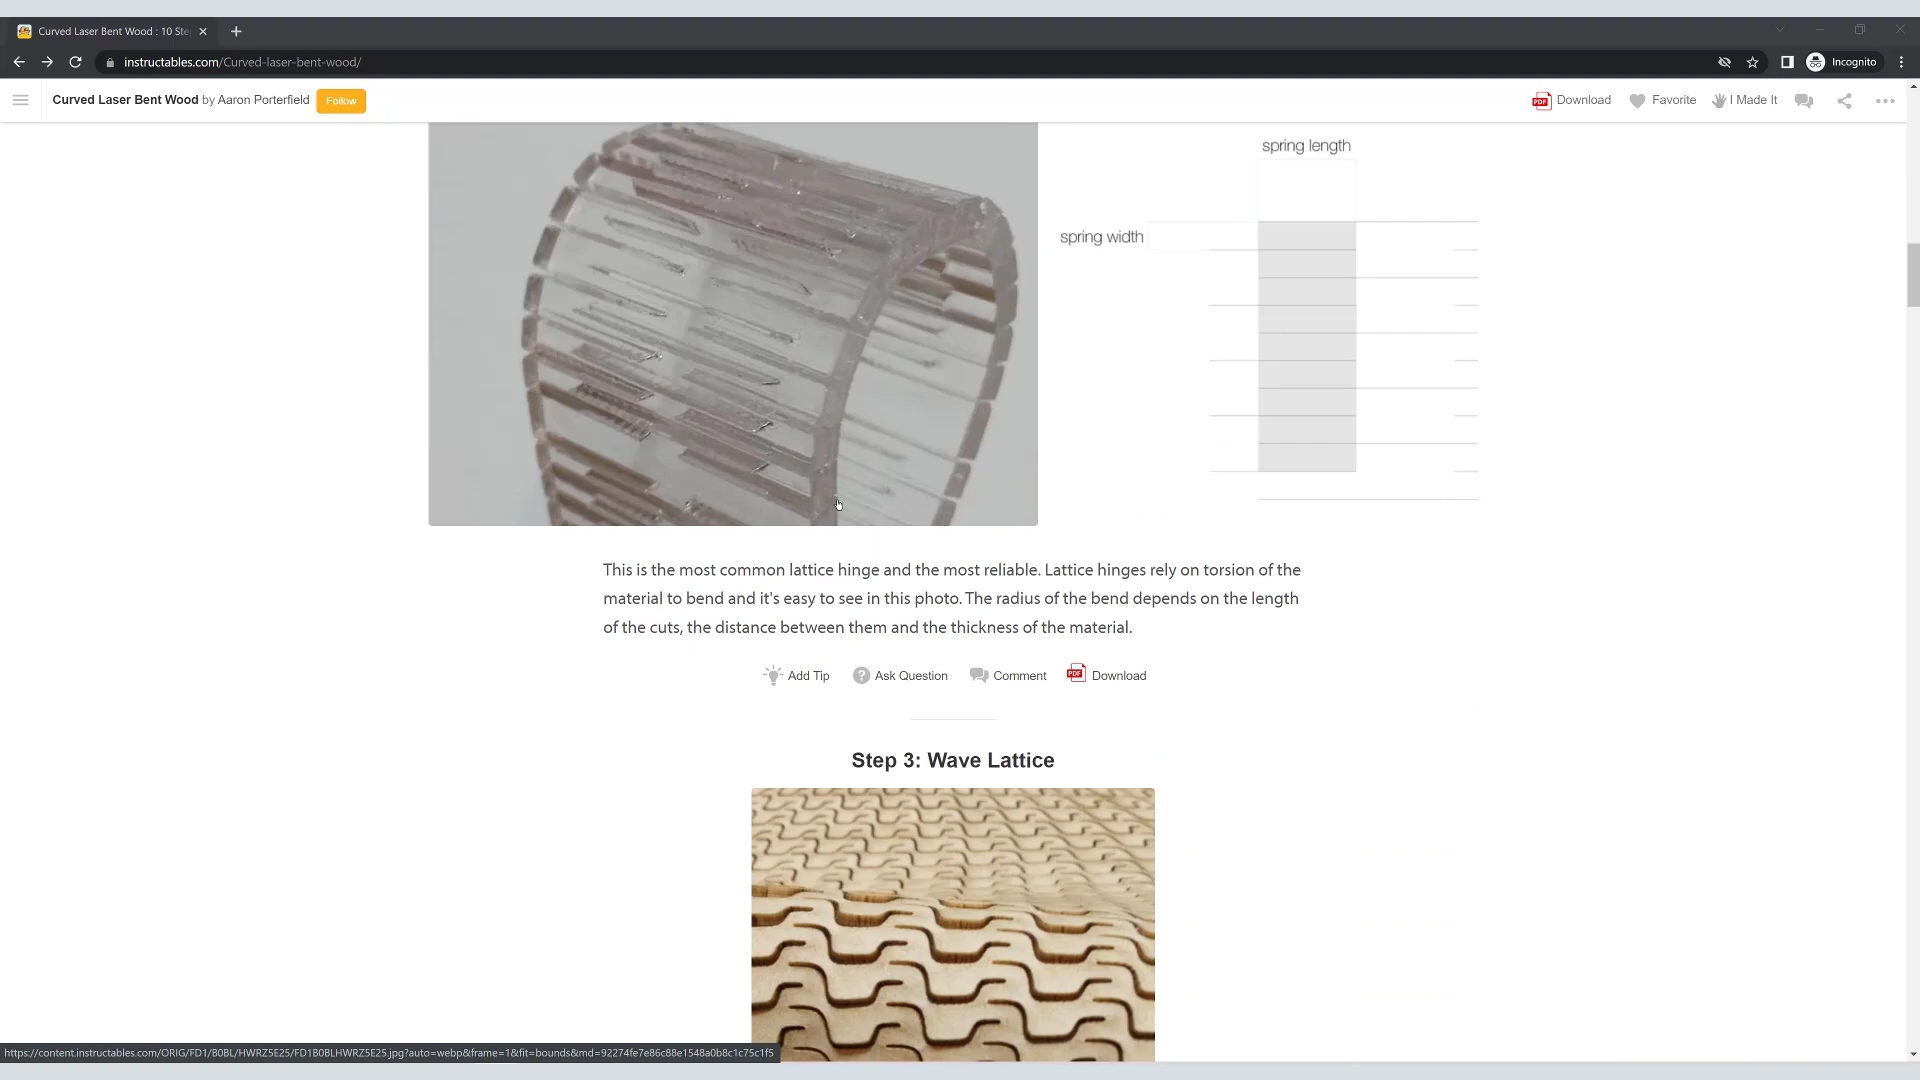 Curved Laser Bent Wood : 10 Ste
instructables.com/Curved-laser-bent-wood/
Incognito
Curved Laser Bent Wood by Aaron Porterfield
Follow
PDF Download
Favorite
I Made It
spring length
spring width
This is the most common lattice hinge and the most reliable. Lattice hinges rely on torsion of the
material to bend and it's easy to see in this photo. The radius of the bend depends on the length
of the cuts, the distance between them and the thickness of the material.
Add Tip
? Ask Question
Comment
PDF Download
Step 3: Wave Lattice
https://content.instructables.com/ORIG/FD1/B0BL/HWRZ5E25/FD1B0BLHWRZ5E25.jpg?auto=webp&frame=1&fit=bounds&md=92274fe7e86c88e1548a0b8c1c75c1f5